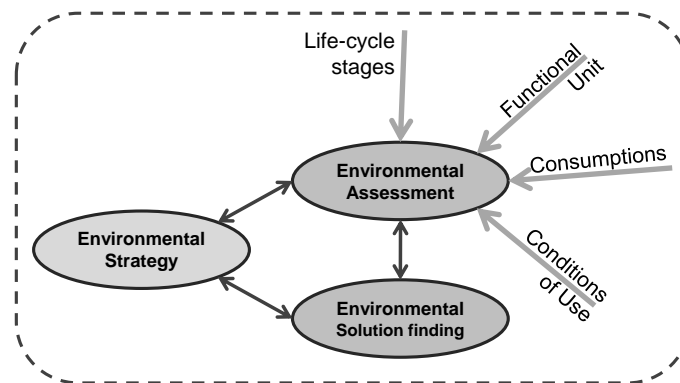 Life-cycle
stages
Functional
Unit
Environmental
Assessment
Consumptions
Environmental
Strategy
Conditions
of Use
Environmental
Solution finding